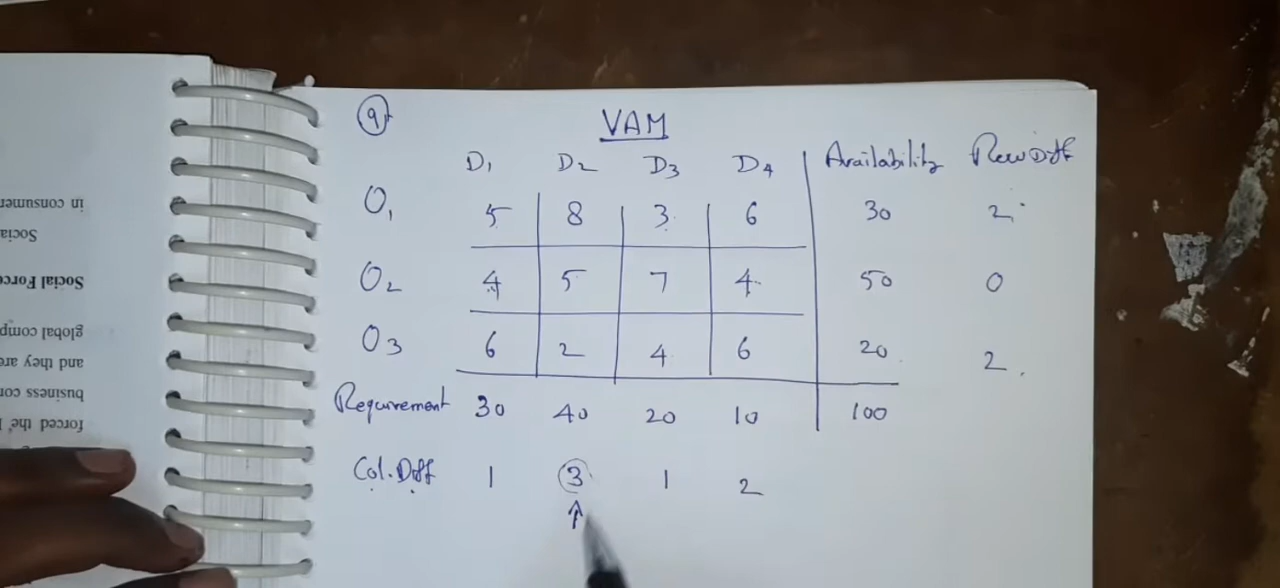 9
VAM
D1 D2 D3 D4 Availability Row Diff
O1 5 8 3 6 30 2
O2 4 5 7 4 50 0
O3 6 2 4 6 20 2
Requirement 30 40 20 10 100
Col. Diff 1 3 1 2
in consumer
Socia
Social Forc
global comp
and they are
business con
forced the